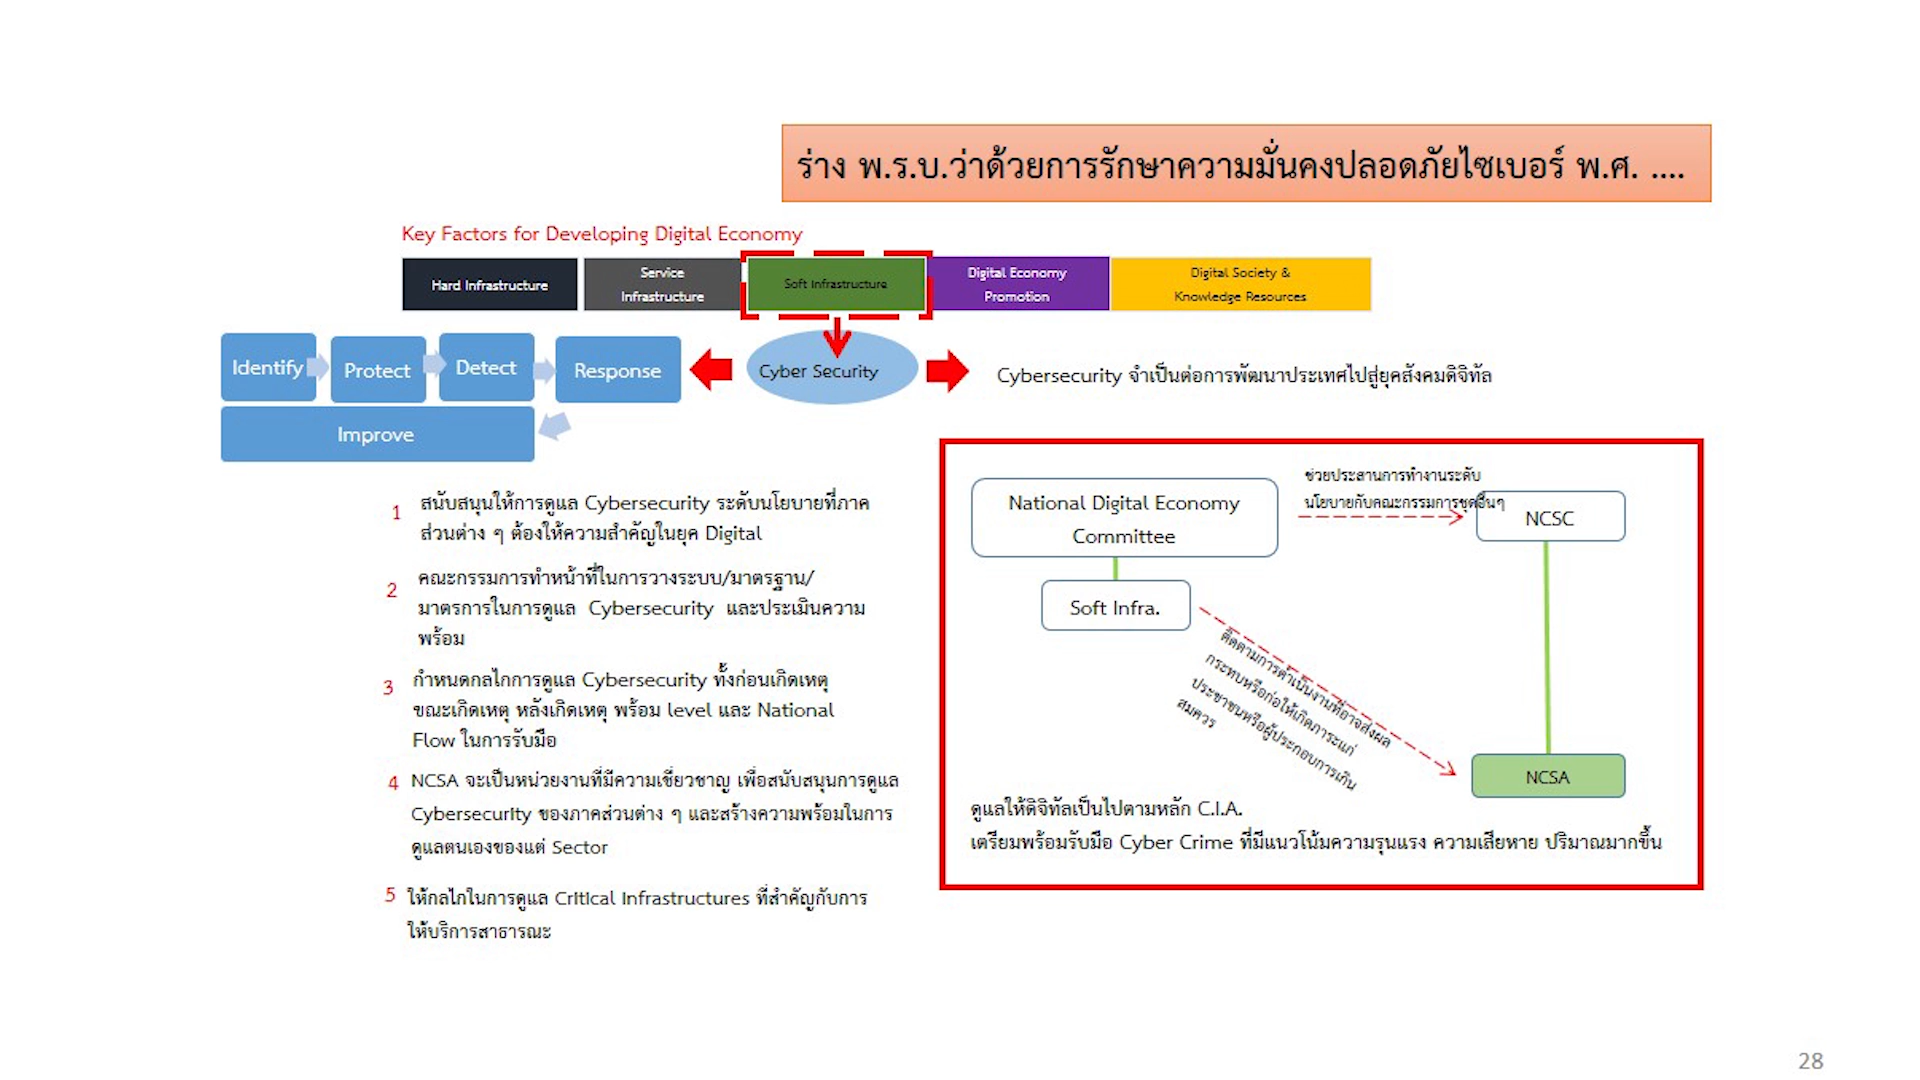 ร่าง พ.ร.บ.ว่าด้วยการรักษาความมั่นคงปลอดภัยไซเบอร์ พ.ศ. ....
Key Factors for Developing Digital Economy
Hard Infrastructure
Service
Infrastructure
Soft Infrastructure
Digital Economy
Promotion
Digital Society &
Knowledge Resources
Identify
Protect
Detect
Response
Improve
Cyber Security
Cybersecurity จำเป็นต่อการพัฒนาประเทศไปสู่ยุคสังคมดิจิทัล
1 สนับสนุนให้การดูแล Cybersecurity ระดับนโยบายที่ภาค
ส่วนต่าง ๆ ต้องให้ความสำคัญในยุค Digital
2 คณะกรรมการทำหน้าที่ในการวางระบบ/มาตรฐาน/
มาตรการในการดูแล Cybersecurity และประเมินความ
พร้อม
3 กำหนดกลไกการดูแล Cybersecurity ทั้งก่อนเกิดเหตุ
ขณะเกิดเหตุ หลังเกิดเหตุ พร้อม level และ National
Flow ในการรับมือ
4 NCSA จะเป็นหน่วยงานที่มีความเชี่ยวชาญ เพื่อสนับสนุนการดูแล
Cybersecurity ของภาคส่วนต่าง ๆ และสร้างความพร้อมในการ
ดูแลตนเองของแต่ Sector
5 ให้กลไกในการดูแล Critical Infrastructures ที่สำคัญกับการ
ให้บริการสาธารณะ
National Digital Economy
Committee
Soft Infra.
ช่วยประสานการทำงานระดับ
นโยบายกับคณะกรรมการชุดอื่นๆ
NCSC
ติดตามการดำเนินงานที่อาจส่งผล
กระทบหรือก่อให้เกิดภาระแก่
ประชาชนหรือผู้ประกอบการเกิน
สมควร
NCSA
ดูแลให้ดิจิทัลเป็นไปตามหลัก C.I.A.
เตรียมพร้อมรับมือ Cyber Crime ที่มีแนวโน้มความรุนแรง ความเสียหาย ปริมาณมากขึ้น
28